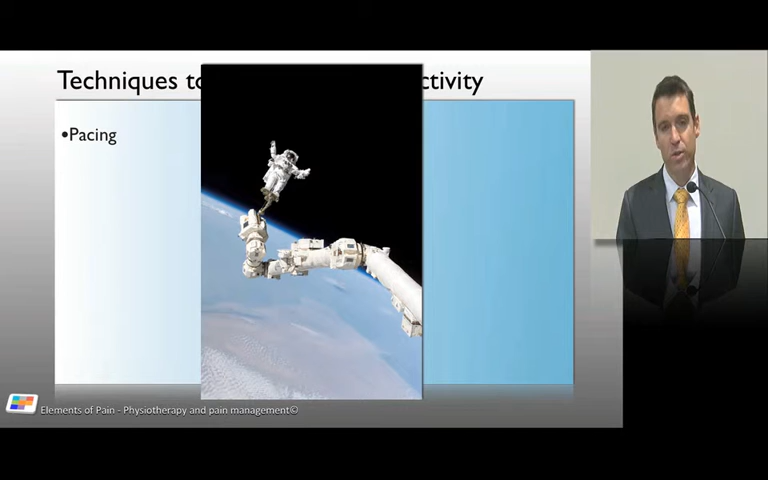 Techniques to
ctivity
•Pacing
Elements of Pain - Physiotherapy and pain management©